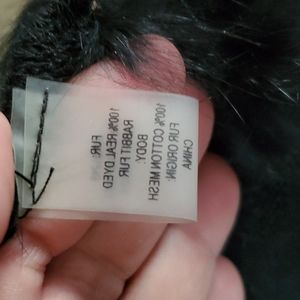 FUR:
100% REAL DYED
RABBIT FUR
BODY:
100% COTTON MESH
FUR ORIGIN:
CHINA